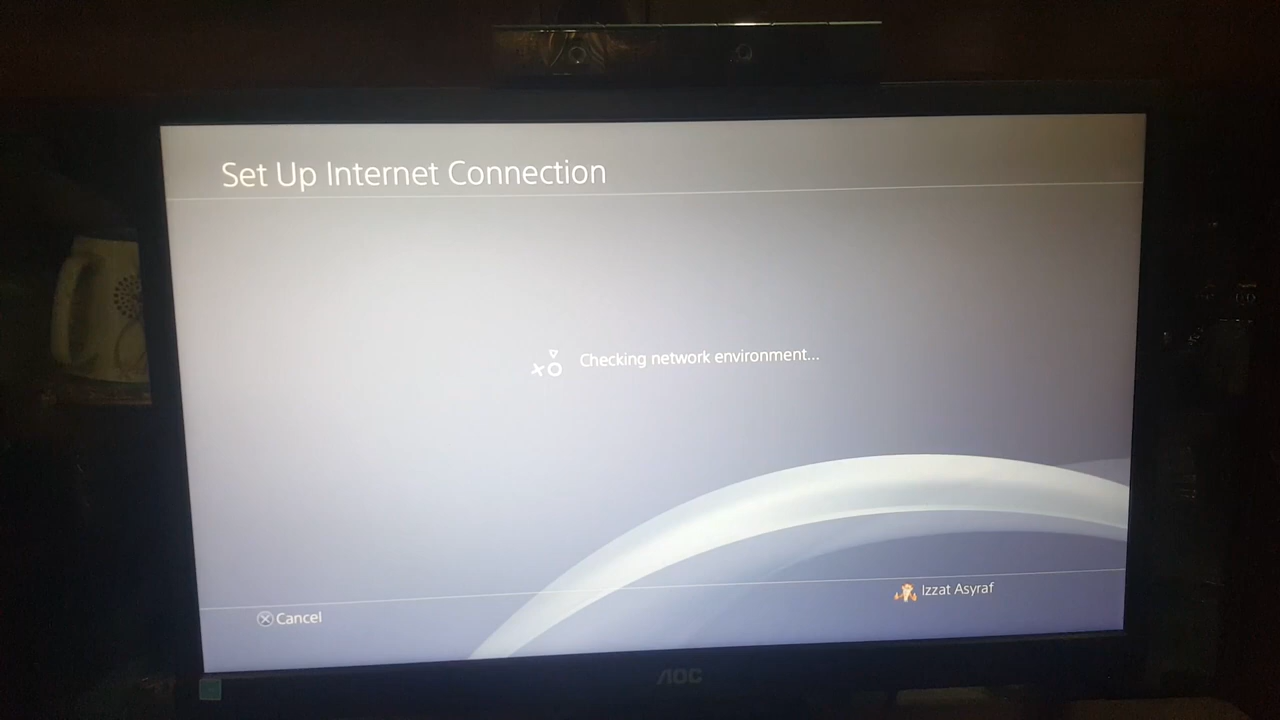 Set Up Internet Connection
Checking network environment...
Izzat Asyraf
Cancel
AOC